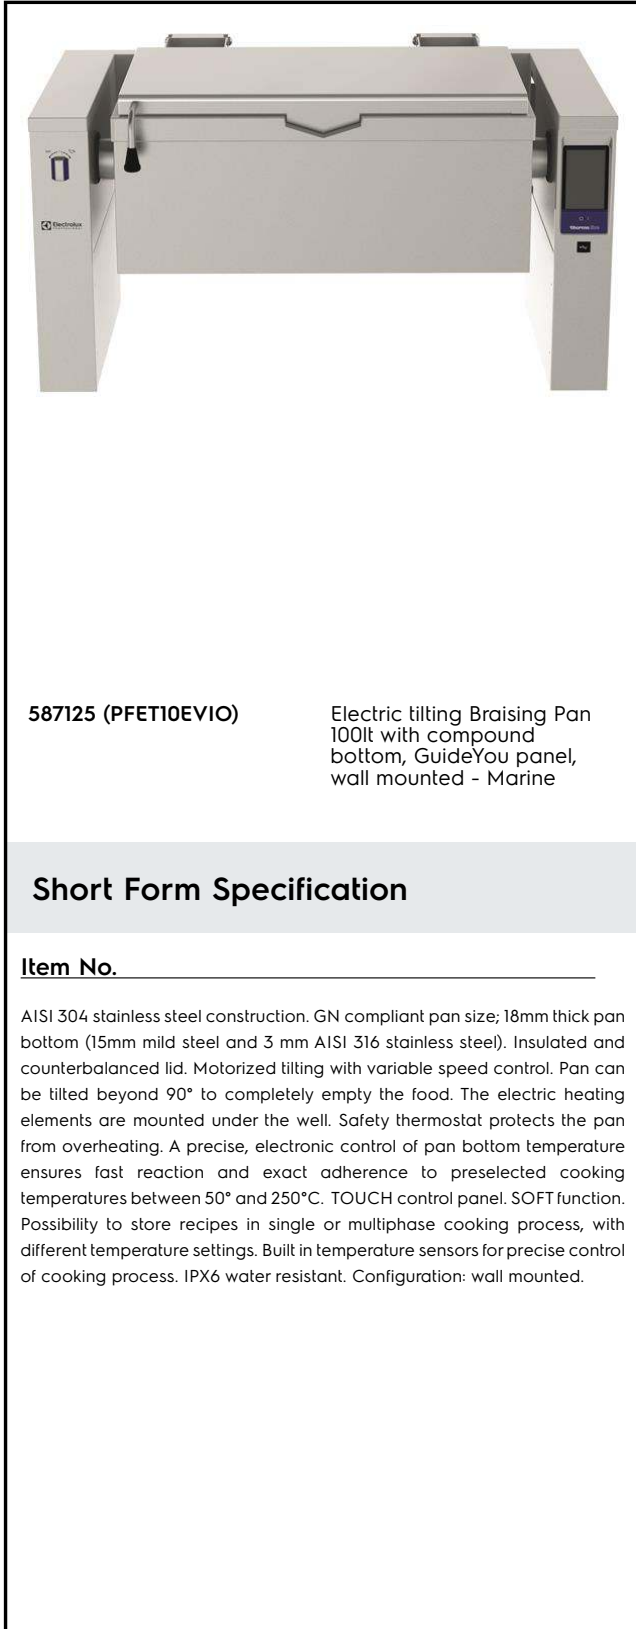 Electrolux
PROFESSIONAL
thermaline
587125 (PFET10EVIO)
Electric tilting Braising Pan
100lt with compound
bottom, GuideYou panel,
wall mounted - Marine
Short Form Specification
Item No.
AISI 304 stainless steel construction. GN compliant pan size; 18mm thick pan
bottom (15mm mild steel and 3 mm AISI 316 stainless steel). Insulated and
counterbalanced lid. Motorized tilting with variable speed control. Pan can
be tilted beyond 90° to completely empty the food. The electric heating
elements are mounted under the well. Safety thermostat protects the pan
from overheating. A precise, electronic control of pan bottom temperature
ensures fast reaction and exact adherence to preselected cooking
temperatures between 50° and 250°C. TOUCH control panel. SOFT function.
Possibility to store recipes in single or multiphase cooking process, with
different temperature settings. Built in temperature sensors for precise control
of cooking process. IPX6 water resistant. Configuration: wall mounted.